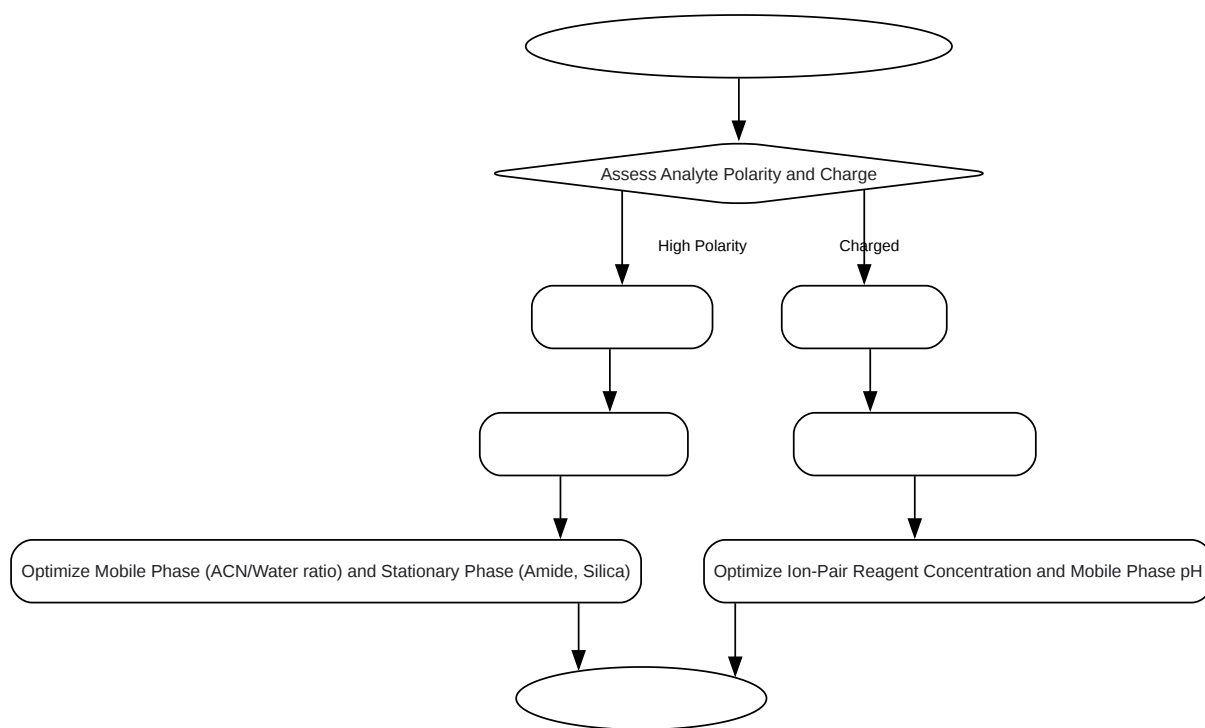 Assess Analyte Polarity and Charge
High Polarity
Charged
Optimize Mobile Phase (ACN/Water ratio) and Stationary Phase (Amide, Silica)
Optimize Ion-Pair Reagent Concentration and Mobile Phase pH